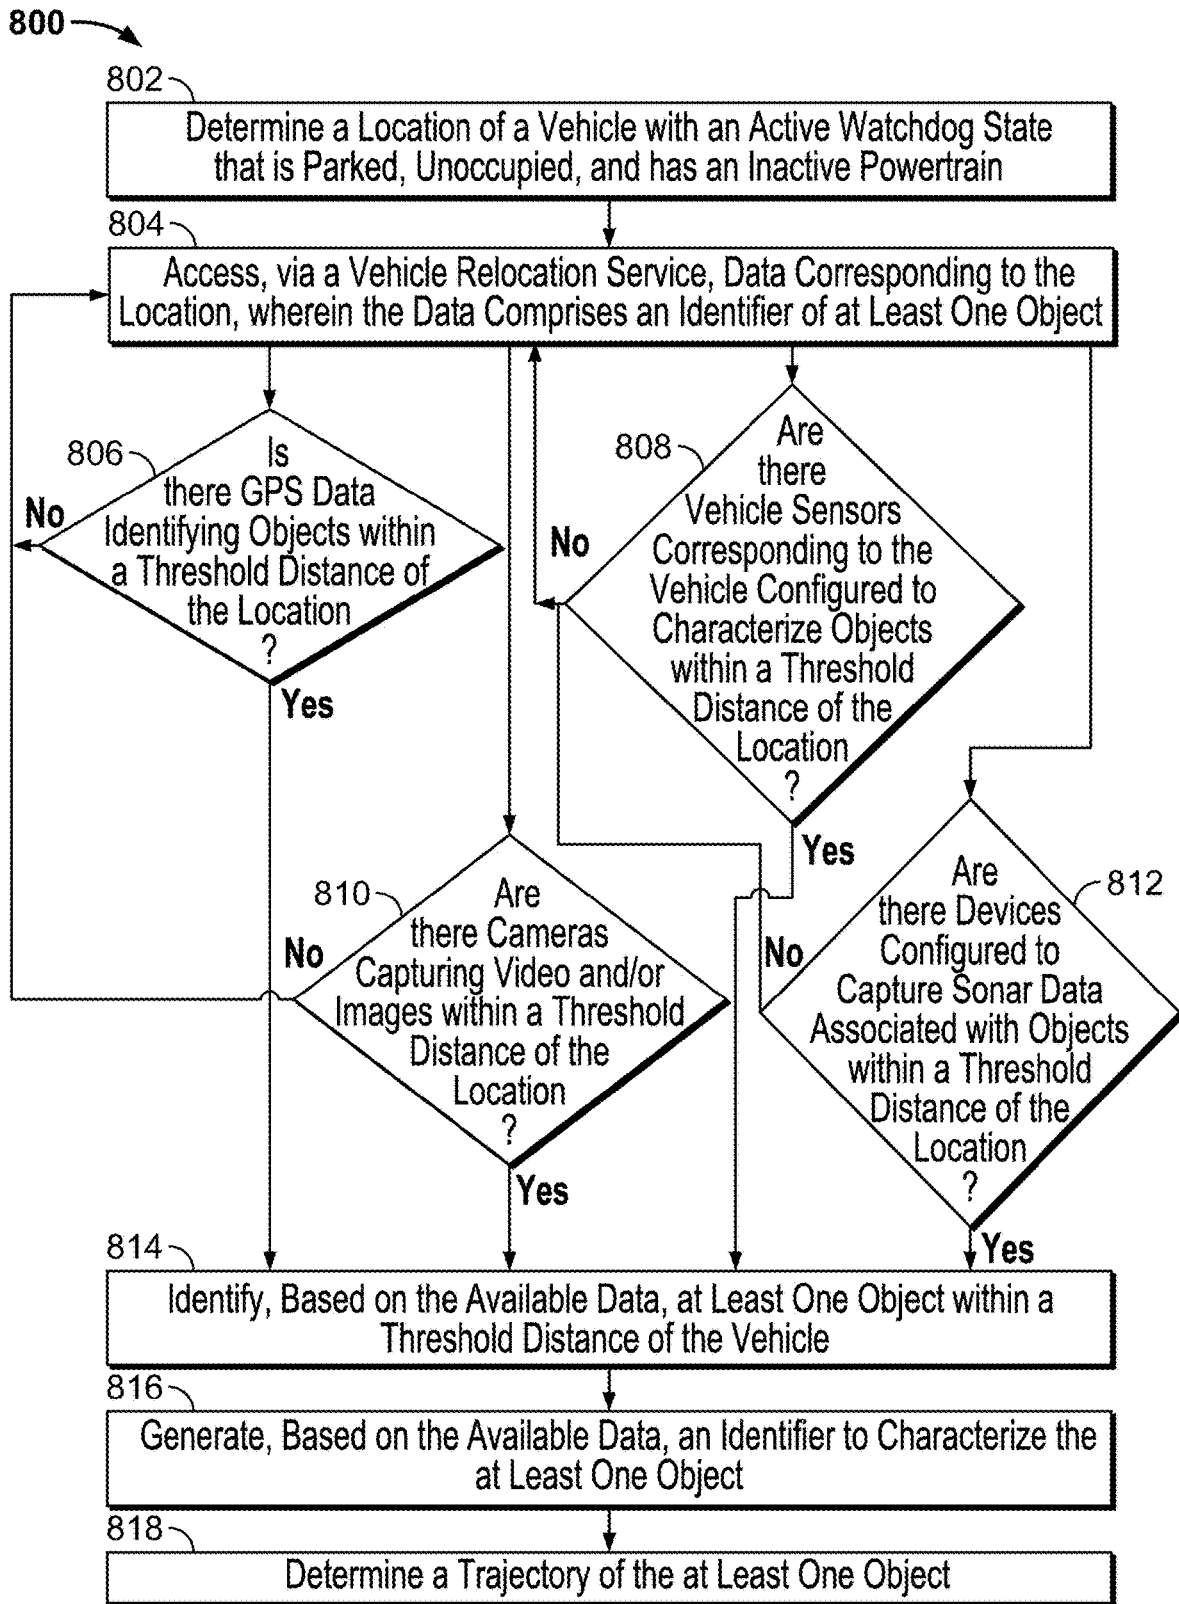 800
802
Determine a Location of a Vehicle with an Active Watchdog State
that is Parked, Unoccupied, and has an Inactive Powertrain
804
Access, via a Vehicle Relocation Service, Data Corresponding to the
Location, wherein the Data Comprises an Identifier of at Least One Object
806
Is
there GPS Data
Identifying Objects within
a Threshold Distance of
the Location
?
No
Yes
808
Are
there
Vehicle Sensors
Corresponding to the
Vehicle Configured to
Characterize Objects
within a Threshold
Distance of the
Location
?
No
Yes
810
Are
there Cameras
Capturing Video and/or
Images within a Threshold
Distance of the
Location
?
No
Yes
812
Are
there Devices
Configured to
Capture Sonar Data
Associated with Objects
within a Threshold
Distance of the
Location
?
No
Yes
814
Identify, Based on the Available Data, at Least One Object within a
Threshold Distance of the Vehicle
816
Generate, Based on the Available Data, an Identifier to Characterize the
at Least One Object
818
Determine a Trajectory of the at Least One Object